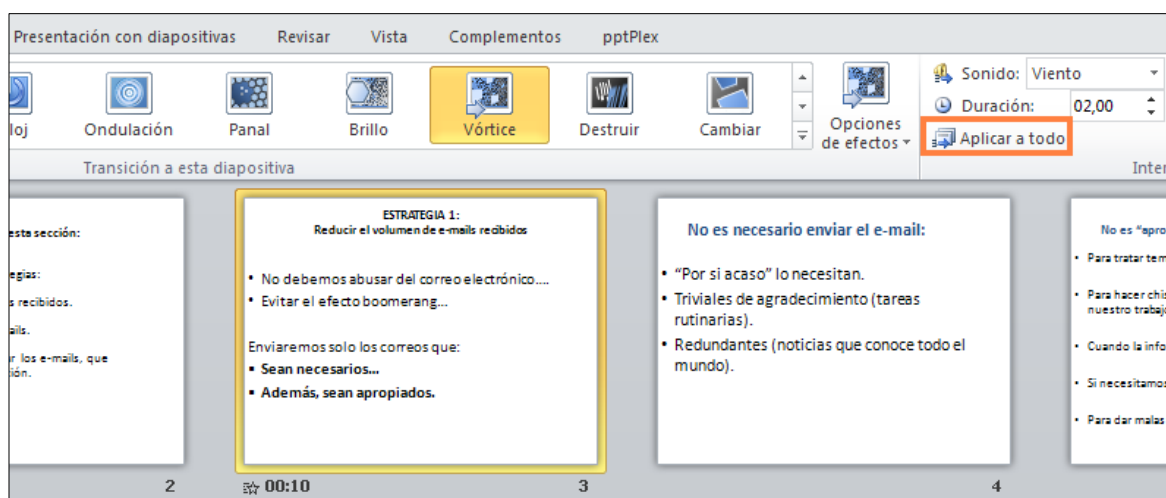 Presentación con diapositivas Revisar Vista Complementos pptPlex
loj Ondulación Panal Brillo Vórtice Destruir Cambiar
Opciones de efectos
Sonido: Viento
Duración: 02,00
Aplicar a todo
Transición a esta diapositiva
Inter
esta sección:
egias:
s recibidos.
ails.
r los e-mails, que
ión.
2
ESTRATEGIA 1:
Reducir el volumen de e-mails recibidos
• No debemos abusar del correo electrónico....
• Evitar el efecto boomerang...
Enviaremos solo los correos que:
▪ Sean necesarios...
▪ Además, sean apropiados.
00:10 3
No es necesario enviar el e-mail:
• “Por si acaso” lo necesitan.
• Triviales de agradecimiento (tareas
rutinarias).
• Redundantes (noticias que conoce todo el
mundo).
4
No es “apro
• Para tratar tem
• Para hacer chis
nuestro trabajo
• Cuando la info
• Si necesitamos
• Para dar malas